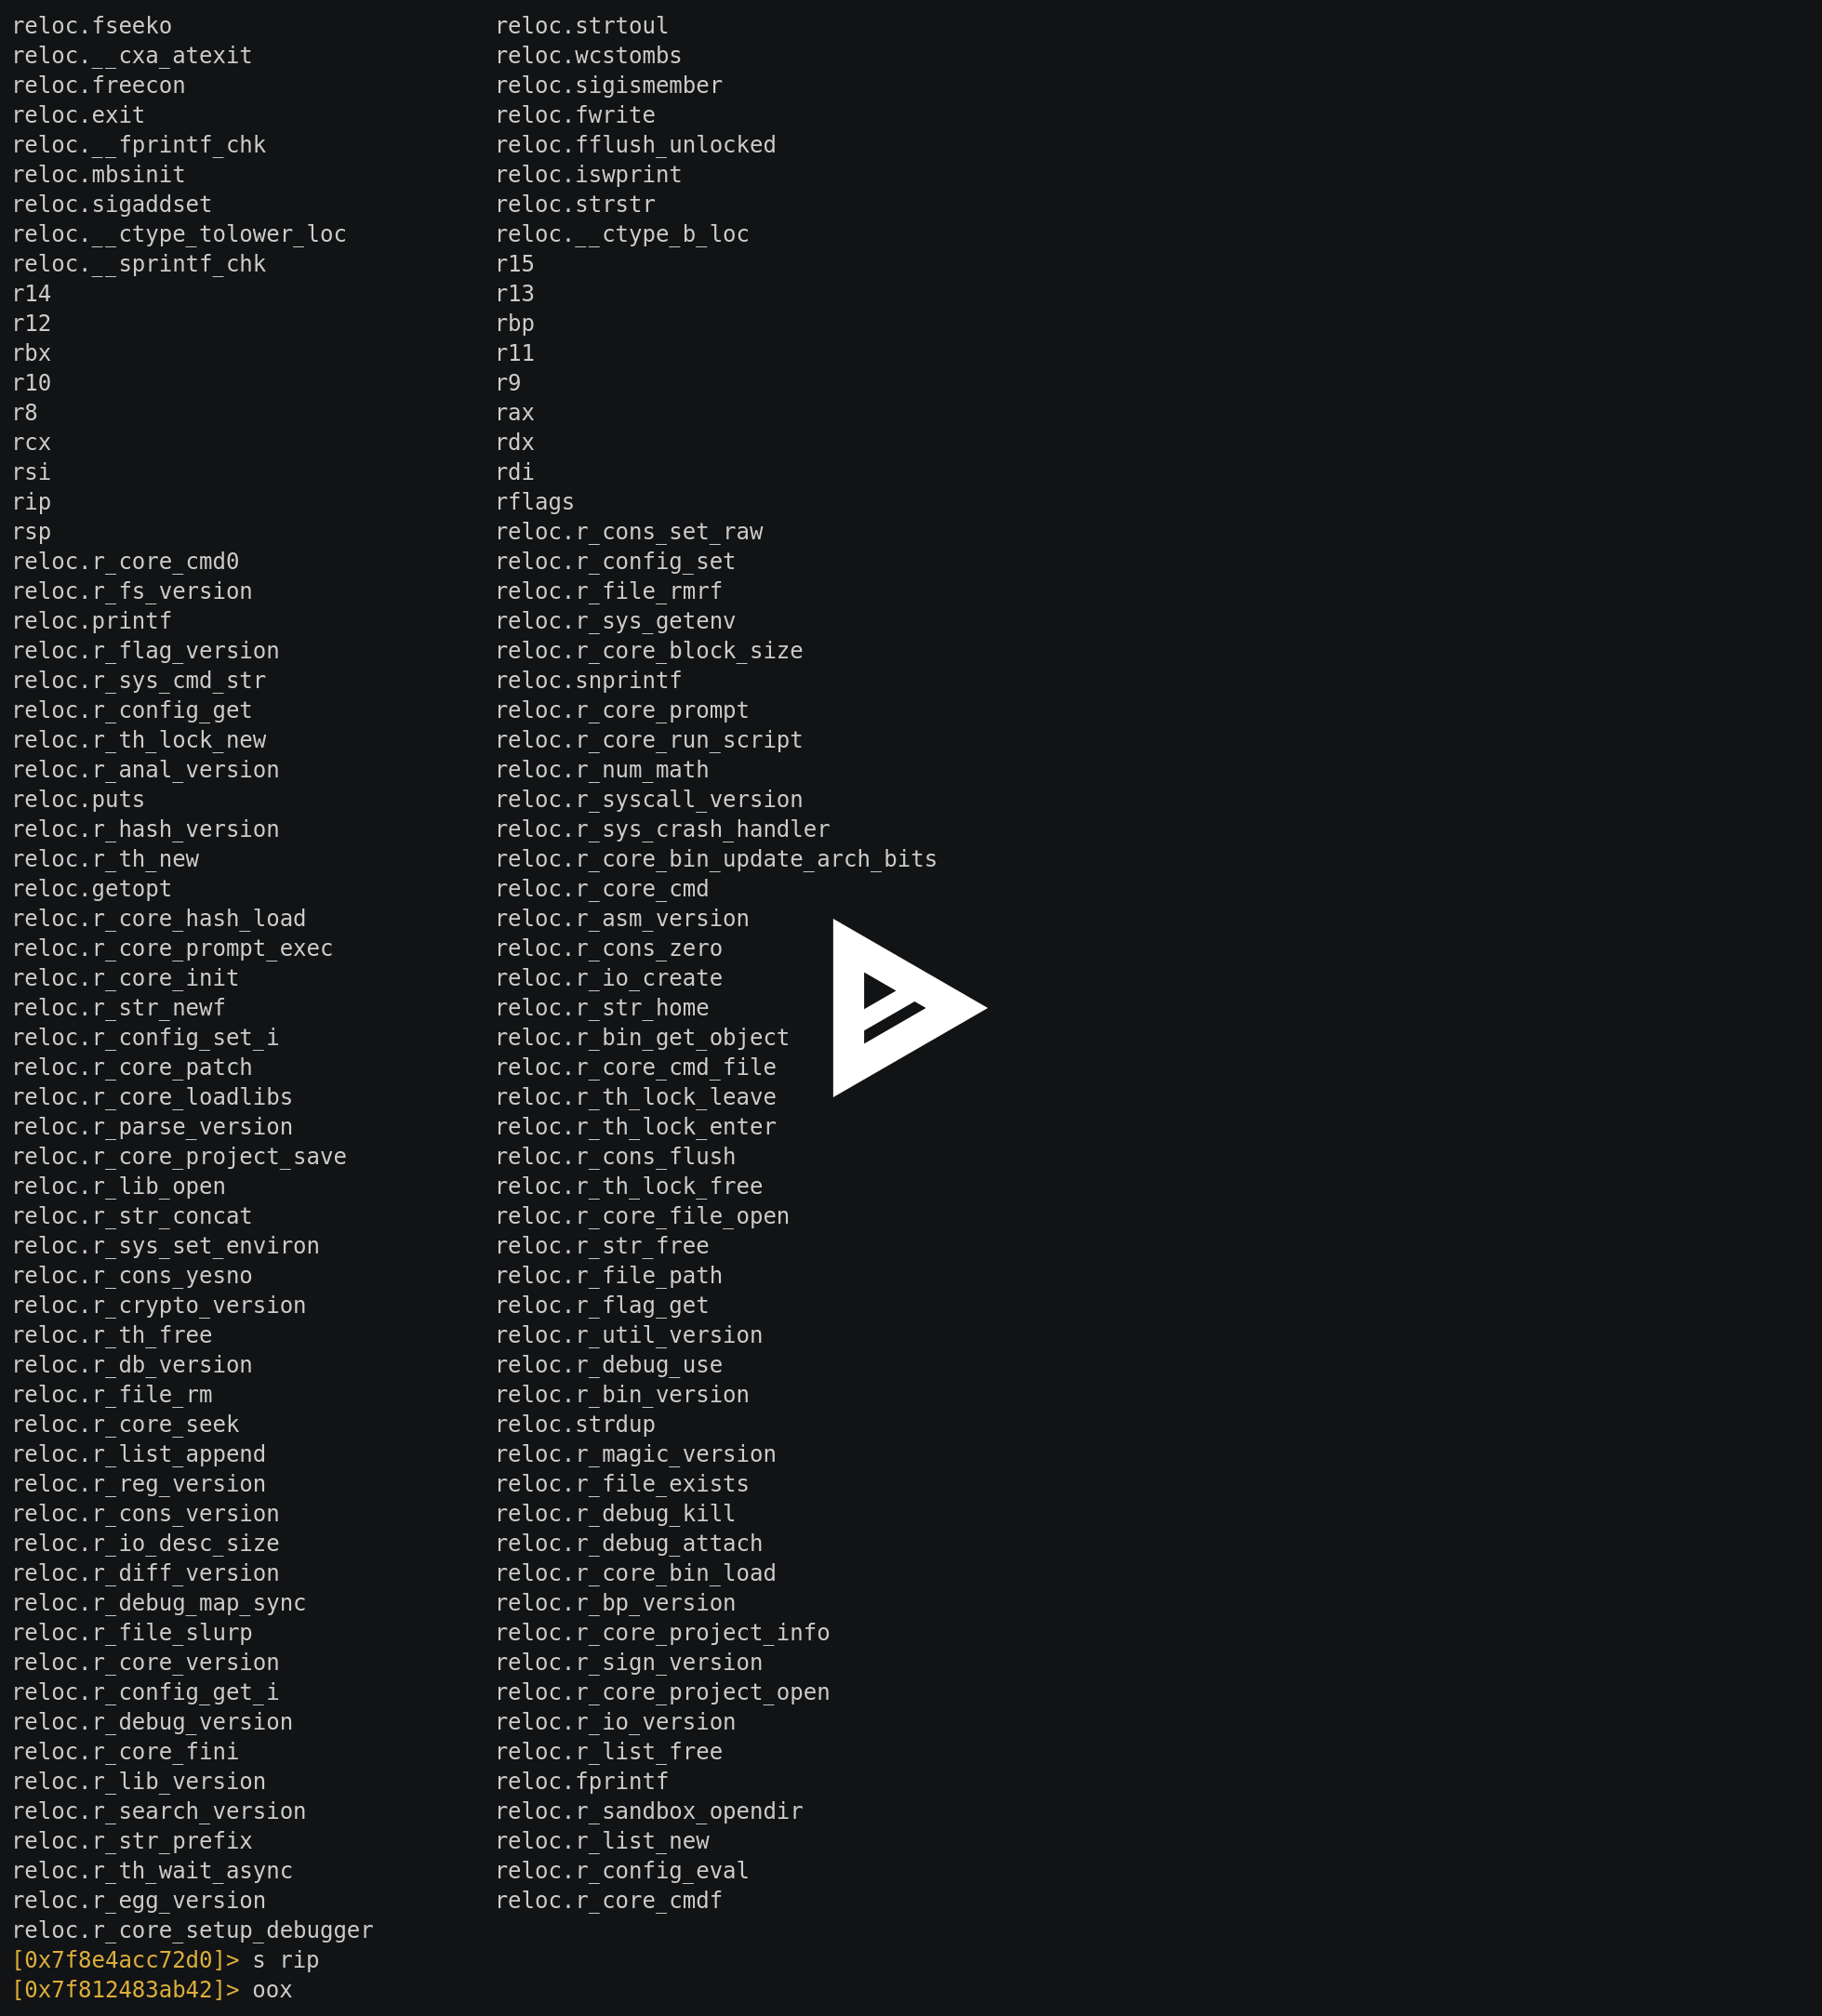 reloc.fseeko reloc.strtoul
reloc.__cxa_atexit reloc.wcstombs
reloc.freecon reloc.sigismember
reloc.exit reloc.fwrite
reloc.__fprintf_chk reloc.fflush_unlocked
reloc.mbsinit reloc.iswprint
reloc.sigaddset reloc.strstr
reloc.__ctype_tolower_loc reloc.__ctype_b_loc
reloc.__sprintf_chk r15
r14 r13
r12 rbp
rbx r11
r10 r9
r8 rax
rcx rdx
rsi rdi
rip rflags
rsp reloc.r_cons_set_raw
reloc.r_core_cmd0 reloc.r_config_set
reloc.r_fs_version reloc.r_file_rmrf
reloc.printf reloc.r_sys_getenv
reloc.r_flag_version reloc.r_core_block_size
reloc.r_sys_cmd_str reloc.snprintf
reloc.r_config_get reloc.r_core_prompt
reloc.r_th_lock_new reloc.r_core_run_script
reloc.r_anal_version reloc.r_num_math
reloc.puts reloc.r_syscall_version
reloc.r_hash_version reloc.r_sys_crash_handler
reloc.r_th_new reloc.r_core_bin_update_arch_bits
reloc.getopt reloc.r_core_cmd
reloc.r_core_hash_load reloc.r_asm_version
reloc.r_core_prompt_exec reloc.r_cons_zero
reloc.r_core_init reloc.r_io_create
reloc.r_str_newf reloc.r_str_home
reloc.r_config_set_i reloc.r_bin_get_object
reloc.r_core_patch reloc.r_core_cmd_file
reloc.r_core_loadlibs reloc.r_th_lock_leave
reloc.r_parse_version reloc.r_th_lock_enter
reloc.r_core_project_save reloc.r_cons_flush
reloc.r_lib_open reloc.r_th_lock_free
reloc.r_str_concat reloc.r_core_file_open
reloc.r_sys_set_environ reloc.r_str_free
reloc.r_cons_yesno reloc.r_file_path
reloc.r_crypto_version reloc.r_flag_get
reloc.r_th_free reloc.r_util_version
reloc.r_db_version reloc.r_debug_use
reloc.r_file_rm reloc.r_bin_version
reloc.r_core_seek reloc.strdup
reloc.r_list_append reloc.r_magic_version
reloc.r_reg_version reloc.r_file_exists
reloc.r_cons_version reloc.r_debug_kill
reloc.r_io_desc_size reloc.r_debug_attach
reloc.r_diff_version reloc.r_core_bin_load
reloc.r_debug_map_sync reloc.r_bp_version
reloc.r_file_slurp reloc.r_core_project_info
reloc.r_core_version reloc.r_sign_version
reloc.r_config_get_i reloc.r_core_project_open
reloc.r_debug_version reloc.r_io_version
reloc.r_core_fini reloc.r_list_free
reloc.r_lib_version reloc.fprintf
reloc.r_search_version reloc.r_sandbox_opendir
reloc.r_str_prefix reloc.r_list_new
reloc.r_th_wait_async reloc.r_config_eval
reloc.r_egg_version reloc.r_core_cmdf
reloc.r_core_setup_debugger
[0x7f8e4acc72d0]> s rip
[0x7f812483ab42]> oox